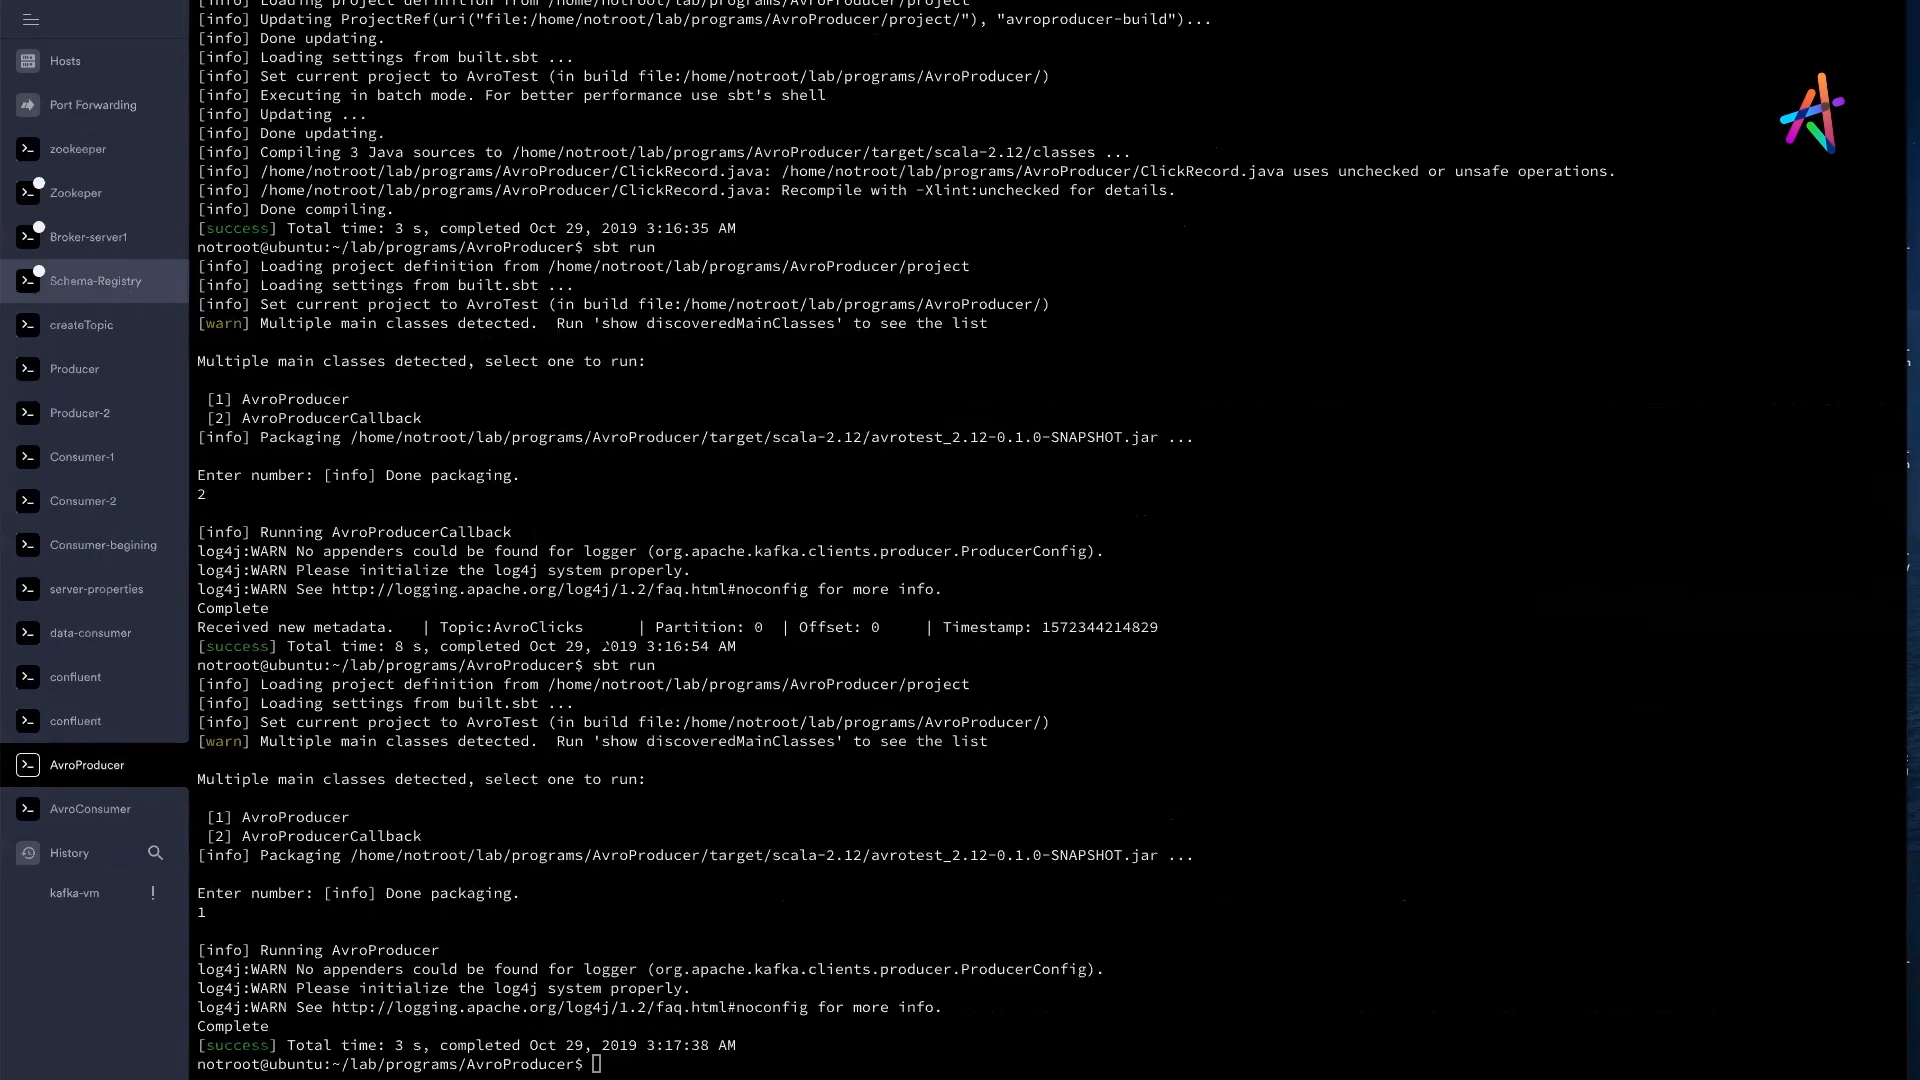 Hosts
Port Forwarding
zookeeper
Zookeper
Broker-server1
Schema-Registry
createTopic
Producer
Producer-2
Consumer-1
Consumer-2
Consumer-begining
server-properties
data-consumer
confluent
confluent
AvroProducer
AvroConsumer
History
kafka-vm !
[info] Loading project definition from /home/notroot/lab/programs/AvroProducer/project
[info] Updating ProjectRef(uri("file:/home/notroot/lab/programs/AvroProducer/project/"), "avroproducer-build")...
[info] Done updating.
[info] Loading settings from built.sbt ...
[info] Set current project to AvroTest (in build file:/home/notroot/lab/programs/AvroProducer/)
[info] Executing in batch mode. For better performance use sbt's shell
[info] Updating ...
[info] Done updating.
[info] Compiling 3 Java sources to /home/notroot/lab/programs/AvroProducer/target/scala-2.12/classes ...
[info] /home/notroot/lab/programs/AvroProducer/ClickRecord.java: /home/notroot/lab/programs/AvroProducer/ClickRecord.java uses unchecked or unsafe operations.
[info] /home/notroot/lab/programs/AvroProducer/ClickRecord.java: Recompile with -Xlint:unchecked for details.
[info] Done compiling.
[success] Total time: 3 s, completed Oct 29, 2019 3:16:35 AM
notroot@ubuntu:~/lab/programs/AvroProducer$ sbt run
[info] Loading project definition from /home/notroot/lab/programs/AvroProducer/project
[info] Loading settings from built.sbt ...
[info] Set current project to AvroTest (in build file:/home/notroot/lab/programs/AvroProducer/)
[warn] Multiple main classes detected.  Run 'show discoveredMainClasses' to see the list
Multiple main classes detected, select one to run:
[1] AvroProducer
[2] AvroProducerCallback
[info] Packaging /home/notroot/lab/programs/AvroProducer/target/scala-2.12/avrotest_2.12-0.1.0-SNAPSHOT.jar ...
Enter number: [info] Done packaging.
2
[info] Running AvroProducerCallback
log4j:WARN No appenders could be found for logger (org.apache.kafka.clients.producer.ProducerConfig).
log4j:WARN Please initialize the log4j system properly.
log4j:WARN See http://logging.apache.org/log4j/1.2/faq.html#noconfig for more info.
Complete
Received new metadata.   | Topic:AvroClicks      | Partition: 0  | Offset: 0     | Timestamp: 1572344214829
[success] Total time: 8 s, completed Oct 29, 2019 3:16:54 AM
notroot@ubuntu:~/lab/programs/AvroProducer$ sbt run
[info] Loading project definition from /home/notroot/lab/programs/AvroProducer/project
[info] Loading settings from built.sbt ...
[info] Set current project to AvroTest (in build file:/home/notroot/lab/programs/AvroProducer/)
[warn] Multiple main classes detected.  Run 'show discoveredMainClasses' to see the list
Multiple main classes detected, select one to run:
[1] AvroProducer
[2] AvroProducerCallback
[info] Packaging /home/notroot/lab/programs/AvroProducer/target/scala-2.12/avrotest_2.12-0.1.0-SNAPSHOT.jar ...
Enter number: [info] Done packaging.
1
[info] Running AvroProducer
log4j:WARN No appenders could be found for logger (org.apache.kafka.clients.producer.ProducerConfig).
log4j:WARN Please initialize the log4j system properly.
log4j:WARN See http://logging.apache.org/log4j/1.2/faq.html#noconfig for more info.
Complete
[success] Total time: 3 s, completed Oct 29, 2019 3:17:38 AM
notroot@ubuntu:~/lab/programs/AvroProducer$